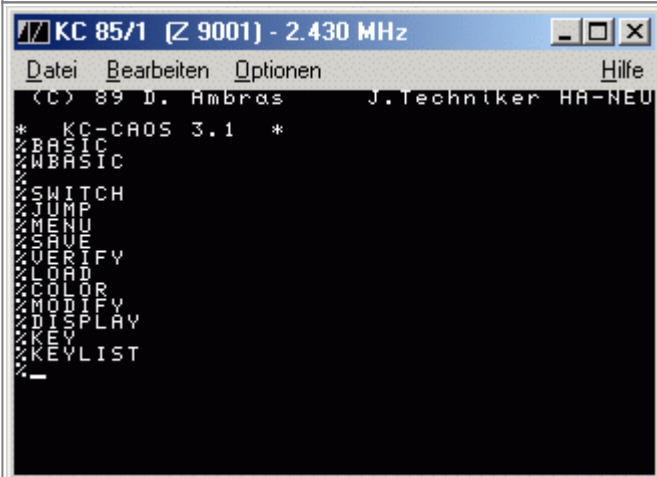 KC 85/1 (Z 9001) - 2.430 MHz
Datei Bearbeiten Optionen Hilfe
(C) 89 D. Ambras J.Techniker HA-NEU
* KC-CAOS 3.1 *
%BASIC
%WBASIC
%
%SWITCH
%JUMP
%MENU
%SAVE
%VERIFY
%LOAD
%COLOR
%MODIFY
%DISPLAY
%KEY
%KEYLIST
%_